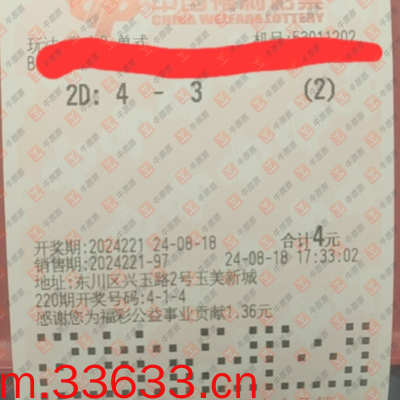 中国福利彩票
CHINA WELFARE LOTTERY
单式 机号:53011202
2D: 4 - 3 (2)
合计4元
开奖期:2024221 24-08-18
销售期:2024221-97 24-08-18 17:33:02
地址:东川区兴玉路2号玉美新城
220期开奖号码:4-1-4
感谢您为福彩公益事业贡献1.36元
m.33633.cn